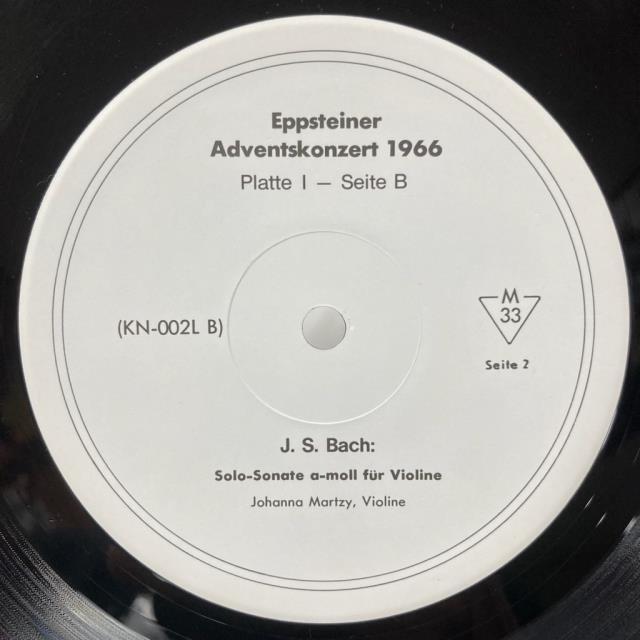 Eppsteiner
Adventskonzert 1966
Platte I – Seite B
(KN-002L B)
M
33
Seite 2
J. S. Bach:
Solo-Sonate a-moll für Violine
Johanna Martzy, Violine